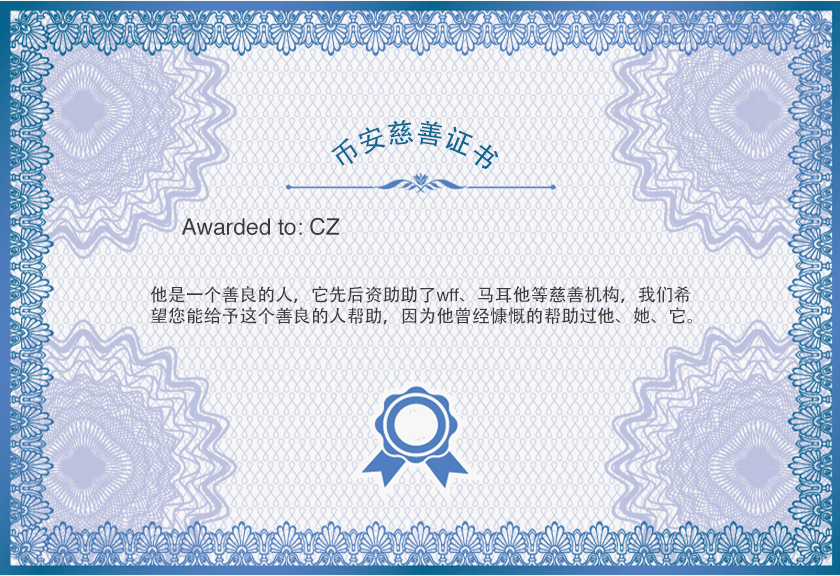 币安慈善证书
Awarded to: CZ
他是一个善良的人，它先后资助助了wff、马耳他等慈善机构，我们希
望您能给予这个善良的人帮助，因为他曾经慷慨的帮助过他、她、它。